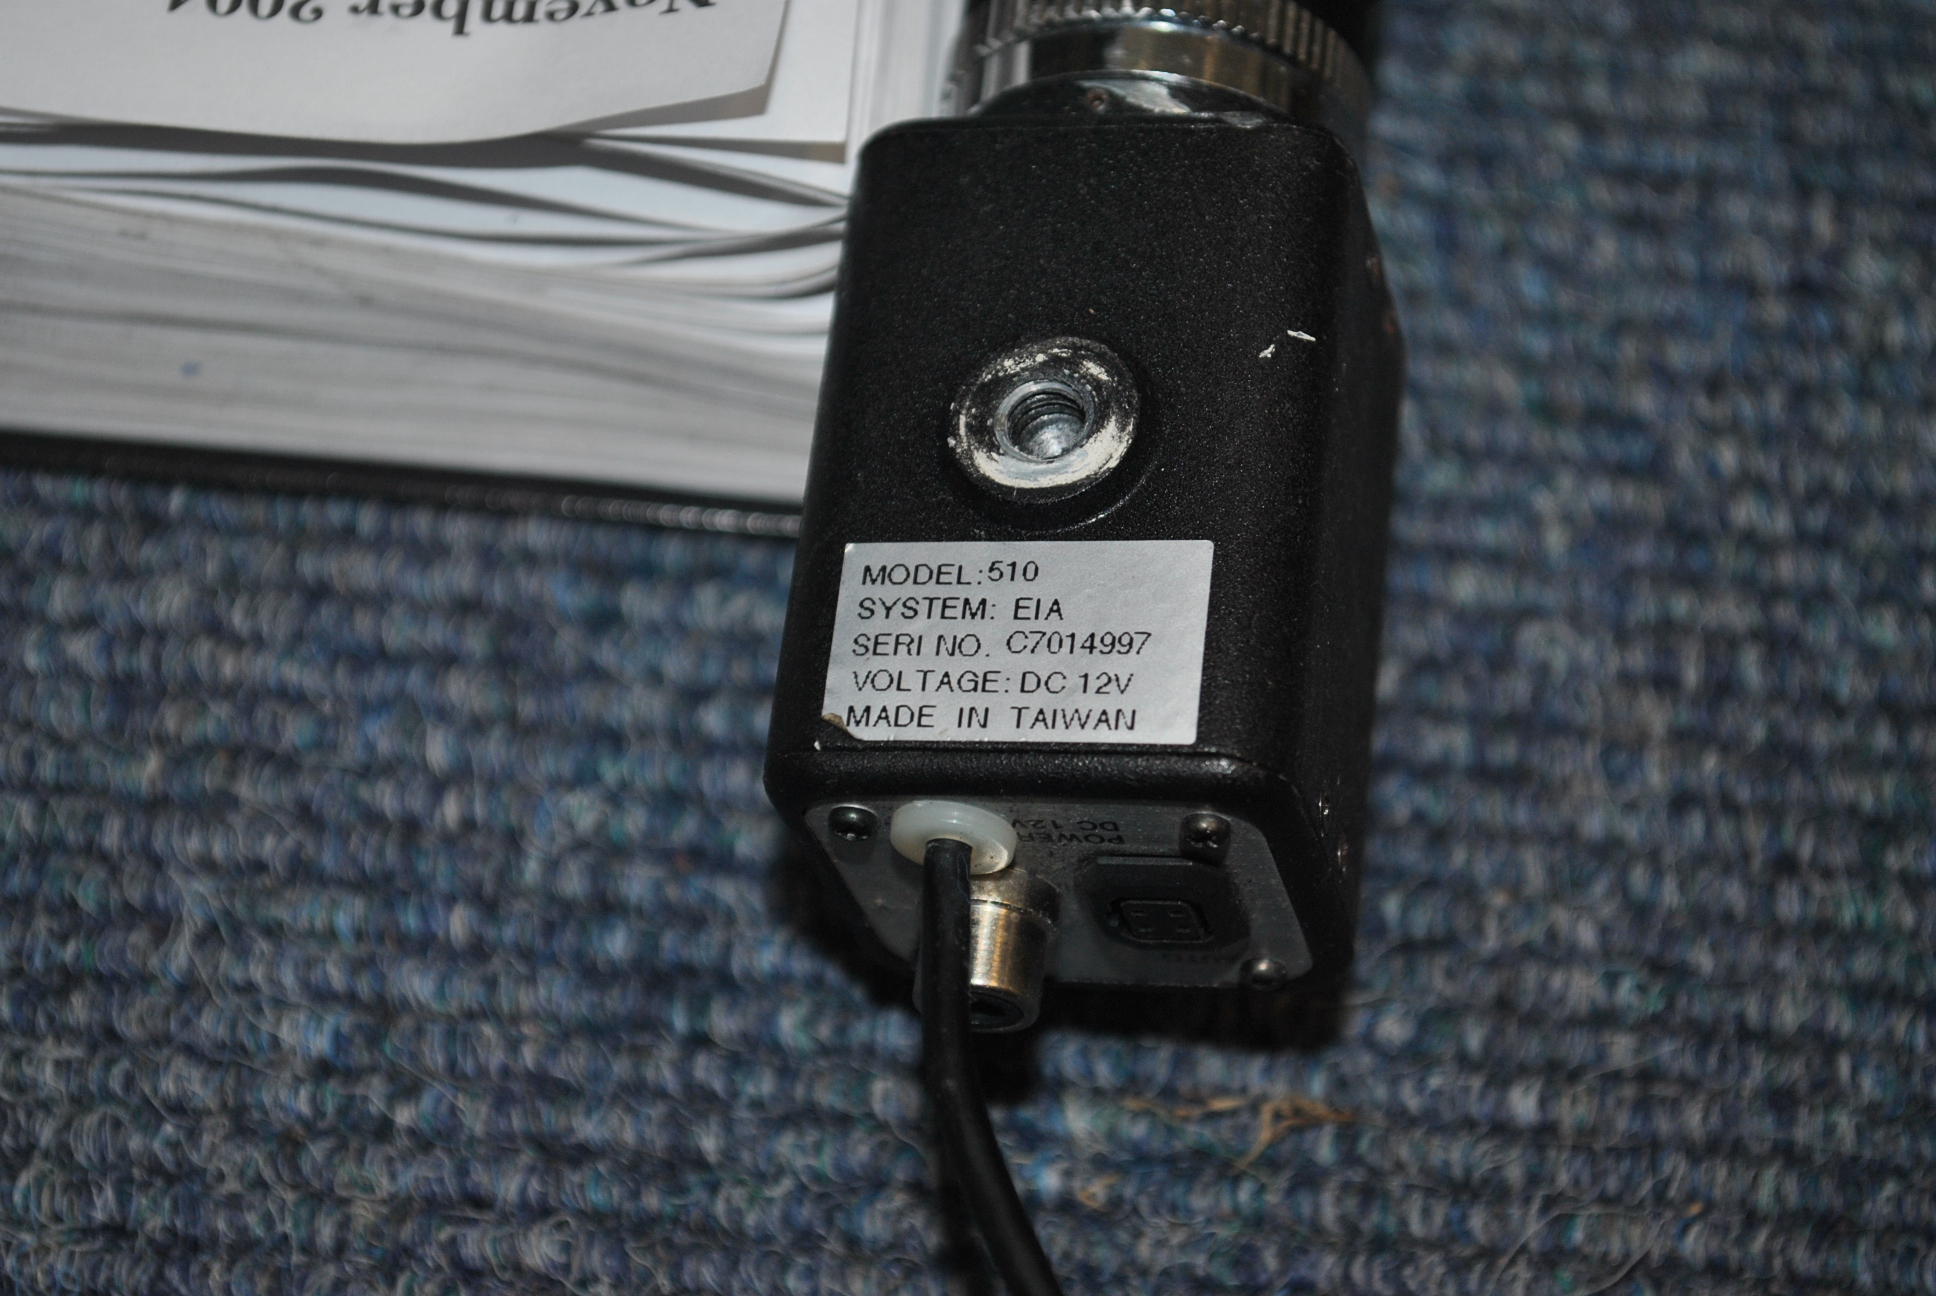 November 2004
MODEL:510
SYSTEM: EIA
SERI NO. C7014997
VOLTAGE: DC 12V
MADE IN TAIWAN
POWER
DC 12V